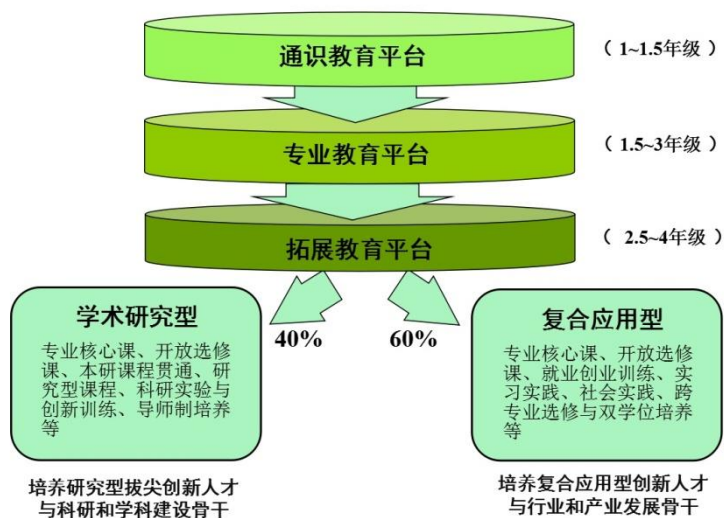 通识教育平台
（ 1~1.5年级 ）
专业教育平台
（ 1.5~3年级 ）
拓展教育平台
（ 2.5~4年级 ）
40%
60%
学术研究型
专业核心课、开放选修
课、本研课程贯通、研
究型课程、科研实验与
创新训练、导师制培养
等
复合应用型
专业核心课、开放选修
课、就业创业训练、实
习实践、社会实践、跨
专业选修与双学位培养
等
培养研究型拔尖创新人才
与科研和学科建设骨干
培养复合应用型创新人才
与行业和产业发展骨干